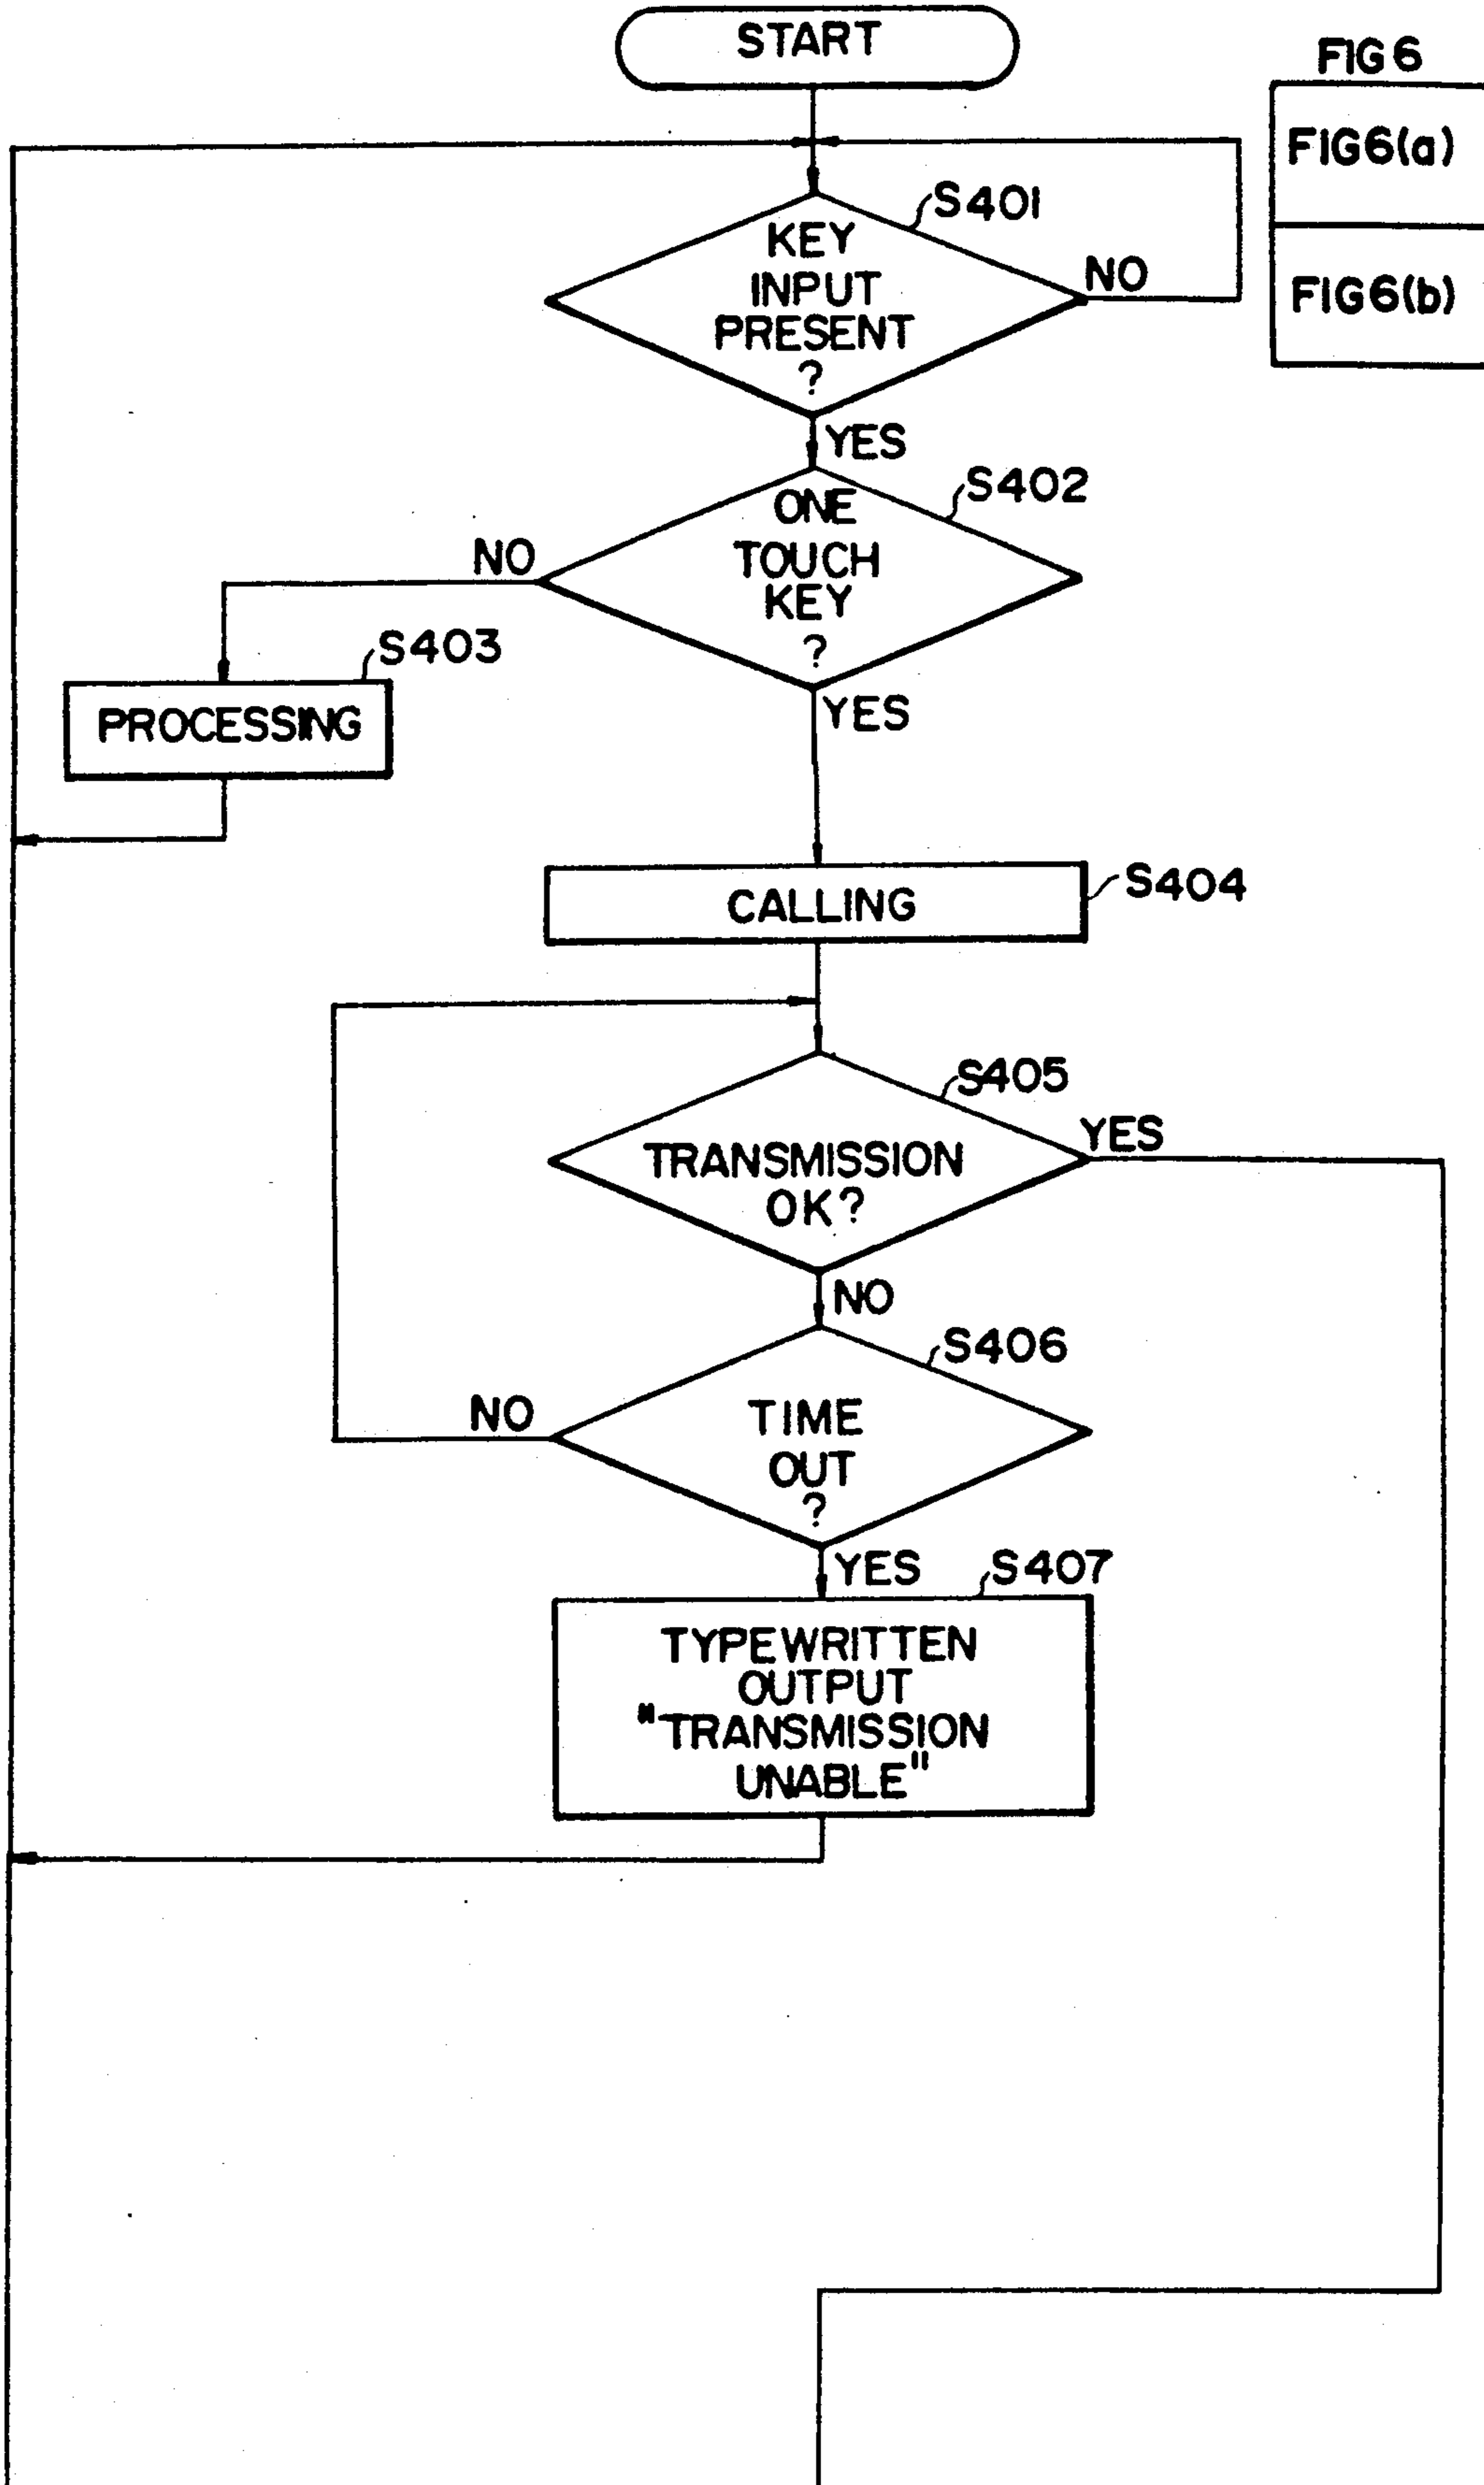 START
FIG 6
FIG6(a)
FIG6(b)
S401
KEY
INPUT
PRESENT
?
NO
YES
S402
ONE
TOUCH
KEY
?
NO
YES
S403
PROCESSING
CALLING
S404
S405
TRANSMISSION
OK?
YES
NO
S406
TIME
OUT
?
NO
YES
S407
TYPEWRITTEN
OUTPUT
"TRANSMISSION
UNABLE"